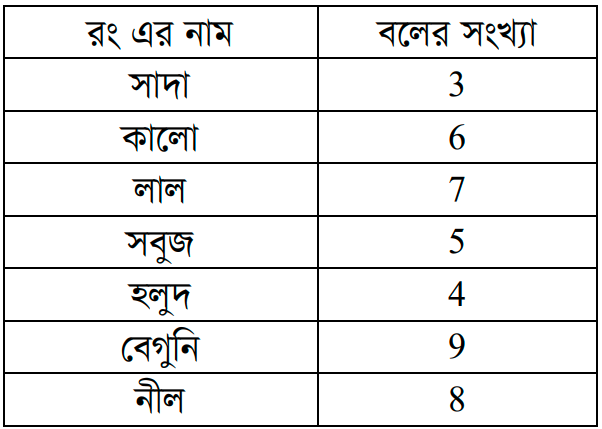 রং এর নাম বলের সংখ্যা
সাদা 3
কালো 6
লাল 7
সবুজ 5
হলুদ 4
বেগুনি 9
নীল 8